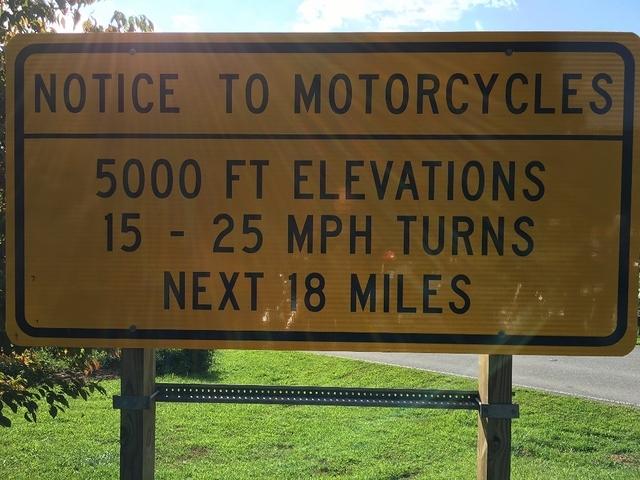 NOTICE TO MOTORCYCLES
5000 FT ELEVATIONS
15 - 25 MPH TURNS
NEXT 18 MILES